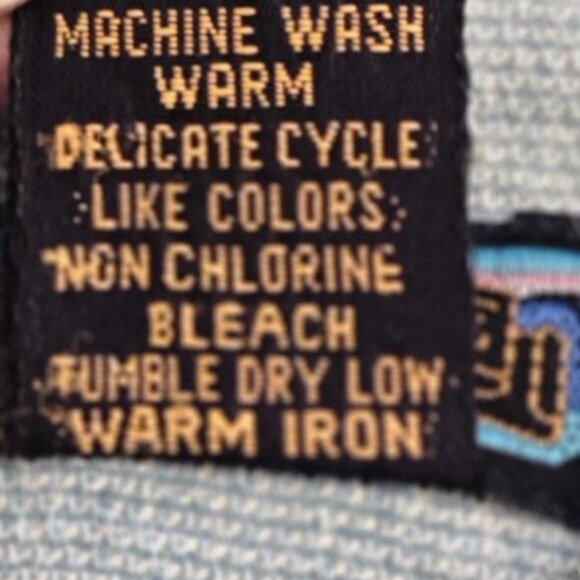 MACHINE WASH
WARM
DELICATE CYCLE
LIKE COLORS
NON CHLORINE
BLEACH
TUMBLE DRY LOW
WARM IRON